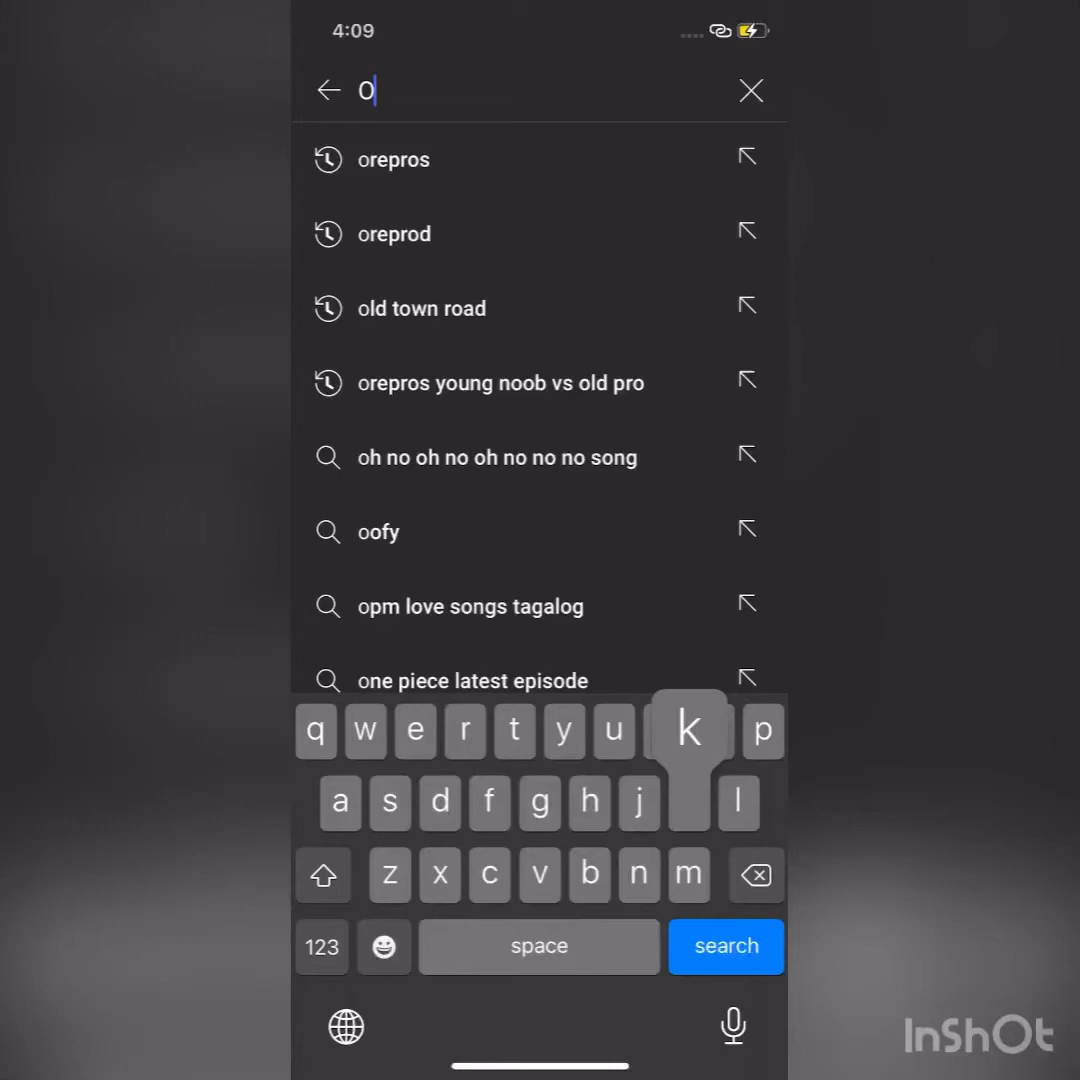 4:09
O
orepros
oreprod
old town road
orepros young noob vs old pro
oh no oh no oh no no no song
oofy
opm love songs tagalog
one piece latest episode
q w e r t y u k p
a s d f g h j l
z x c v b n m
123 space search
InShOt